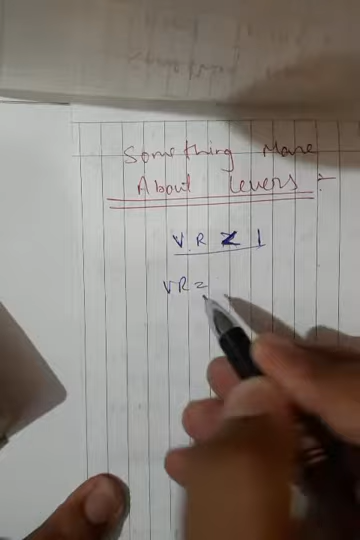 Something More
About Levers :-
V.R < 1
VR =